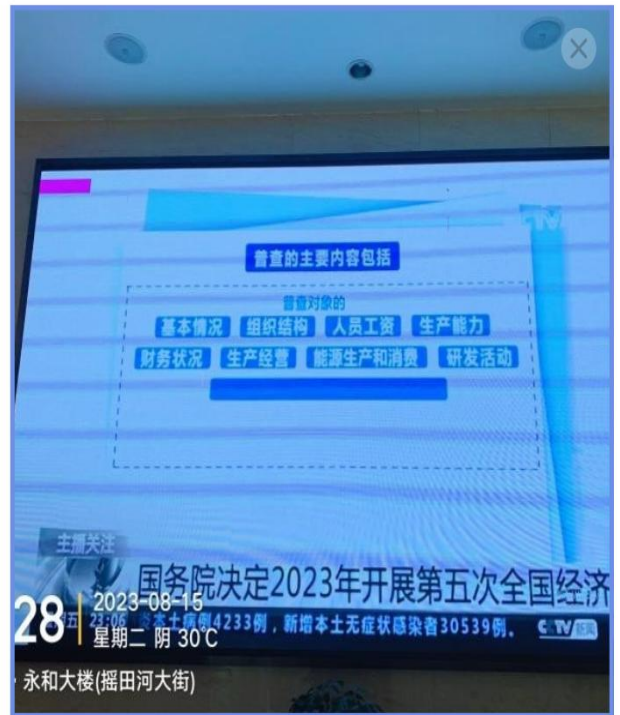 普查的主要内容包括
普查对象的
基本情况 组织结构 人员工资 生产能力
财务状况 生产经营 能源生产和消费 研发活动
主播关注
国务院决定2023年开展第五次全国经济
23:06 本土病例4233例，新增本土无症状感染者30539例。 CCTV 新闻
28 2023-08-15
星期二 阴 30℃
永和大楼(摇田河大街)